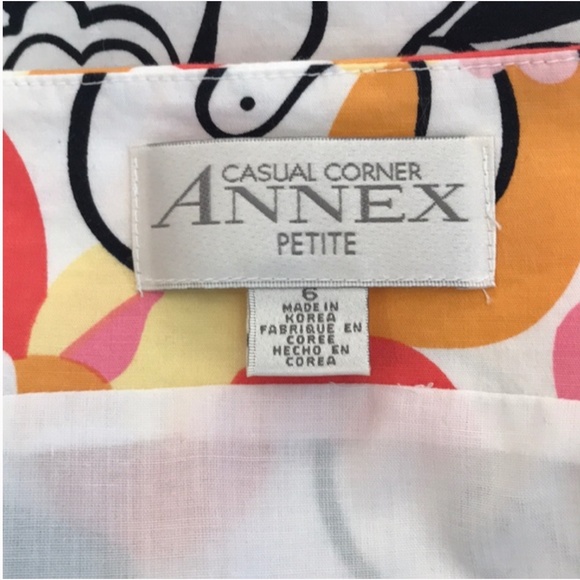 CASUAL CORNER
ANNEX
PETITE
6
MADE IN
KOREA
FABRIQUE EN
COREE
HECHO EN
COREA